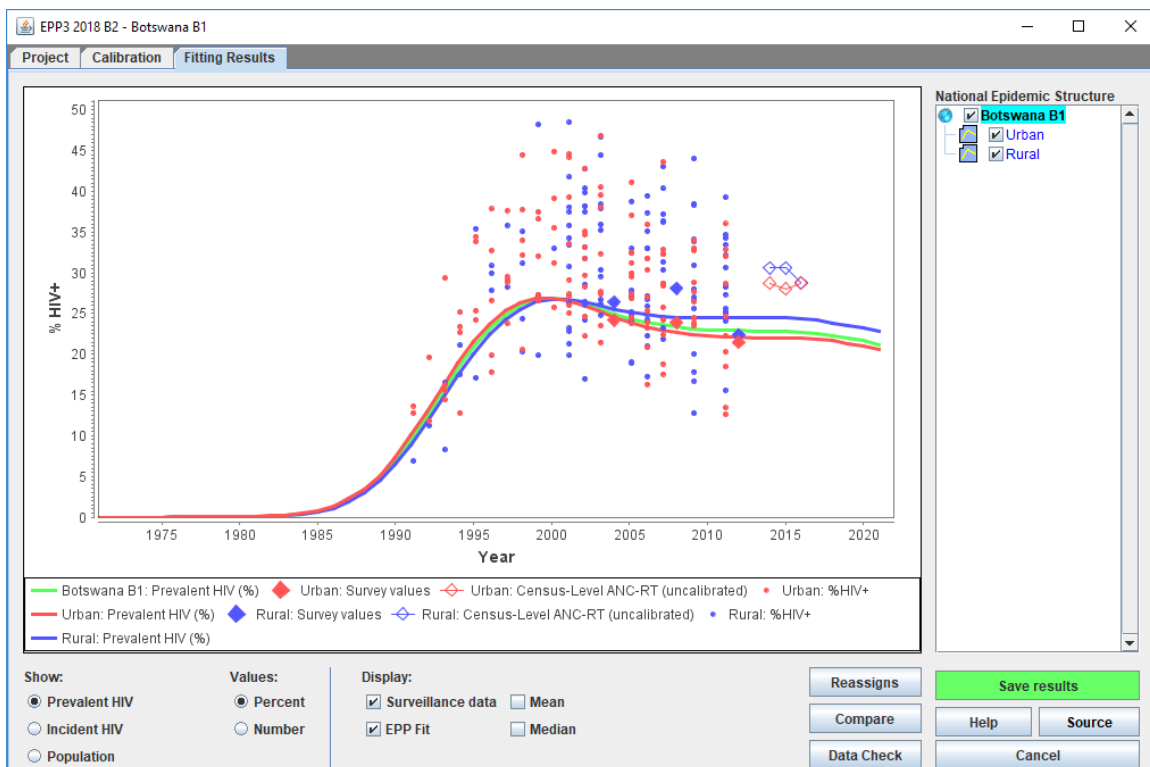 EPP3 2018 B2 - Botswana B1
Project Calibration Fitting Results
National Epidemic Structure
Botswana B1
Urban
Rural
% HIV+
50
45
40
35
30
25
20
15
10
5
0
1975 1980 1985 1990 1995 2000 2005 2010 2015 2020
Year
Botswana B1: Prevalent HIV (%) Urban: Survey values Urban: Census-Level ANC-RT (uncalibrated) Urban: %HIV+
Urban: Prevalent HIV (%) Rural: Survey values Rural: Census-Level ANC-RT (uncalibrated) Rural: %HIV+
Rural: Prevalent HIV (%)
Show: Values: Display:
Prevalent HIV Percent Surveillance data Mean
Incident HIV Number EPP Fit Median
Population
Reassigns
Compare
Data Check
Save results
Help Source
Cancel